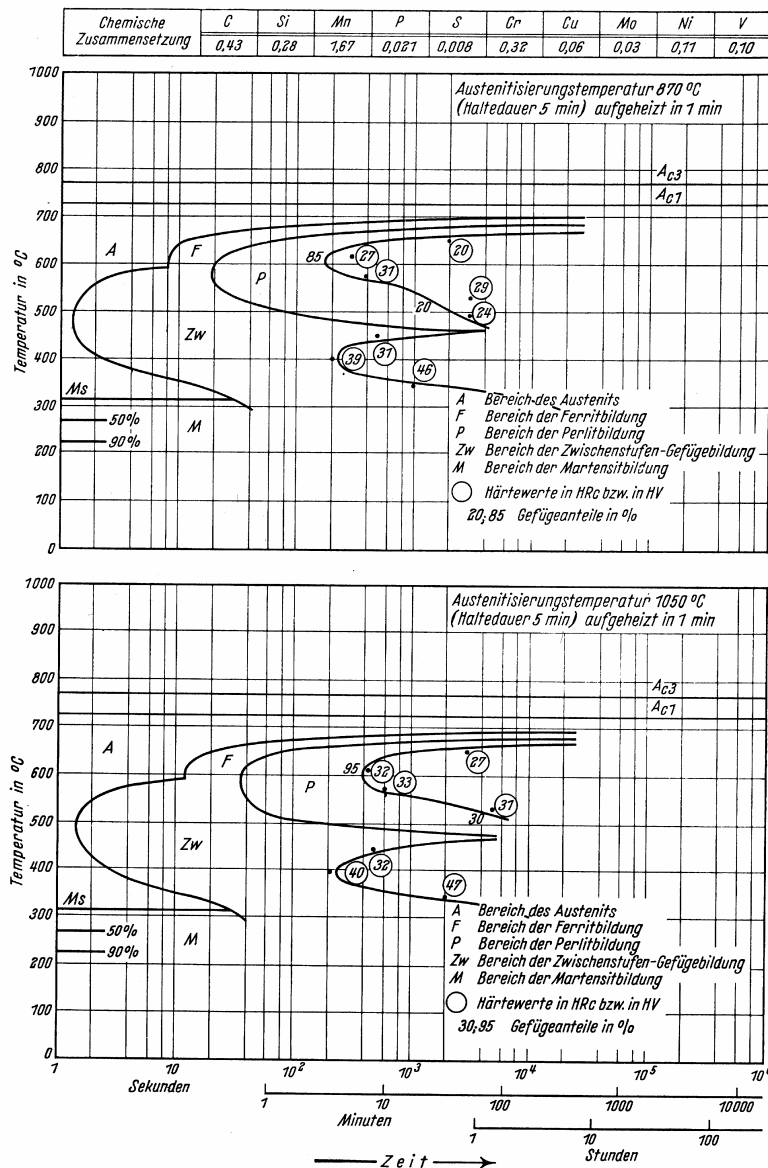 Chemische Zusammensetzung C Si Mn P S Cr Cu Mo Ni V
0,43 0,28 1,67 0,021 0,008 0,32 0,06 0,03 0,11 0,10
Austenitisierungstemperatur 870 °C
(Haltedauer 5 min) aufgeheizt in 1 min
Temperatur in °C
1000
900
800
700
600
500
400
300
200
100
0
Ac3
Ac1
A
F
P
Zw
M
Ms
50%
90%
85
27
31
20
20
29
24
39
31
46
A Bereich des Austenits
F Bereich der Ferritbildung
P Bereich der Perlitbildung
Zw Bereich der Zwischenstufen-Gefügebildung
M Bereich der Martensitbildung
Härtewerte in HRc bzw. in HV
20; 85 Gefügeanteile in %
Austenitisierungstemperatur 1050 °C
(Haltedauer 5 min) aufgeheizt in 1 min
Temperatur in °C
1000
900
800
700
600
500
400
300
200
100
0
Ac3
Ac1
A
F
P
Zw
M
Ms
50%
90%
95
32
33
27
30
31
40
32
47
A Bereich des Austenits
F Bereich der Ferritbildung
P Bereich der Perlitbildung
Zw Bereich der Zwischenstufen-Gefügebildung
M Bereich der Martensitbildung
Härtewerte in HRc bzw. in HV
30; 95 Gefügeanteile in %
1 10 10² 10³ 10⁴ 10⁵ 10⁶
Sekunden
1 10 100 1000 10000
Minuten
1 10 100
Stunden
Zeit